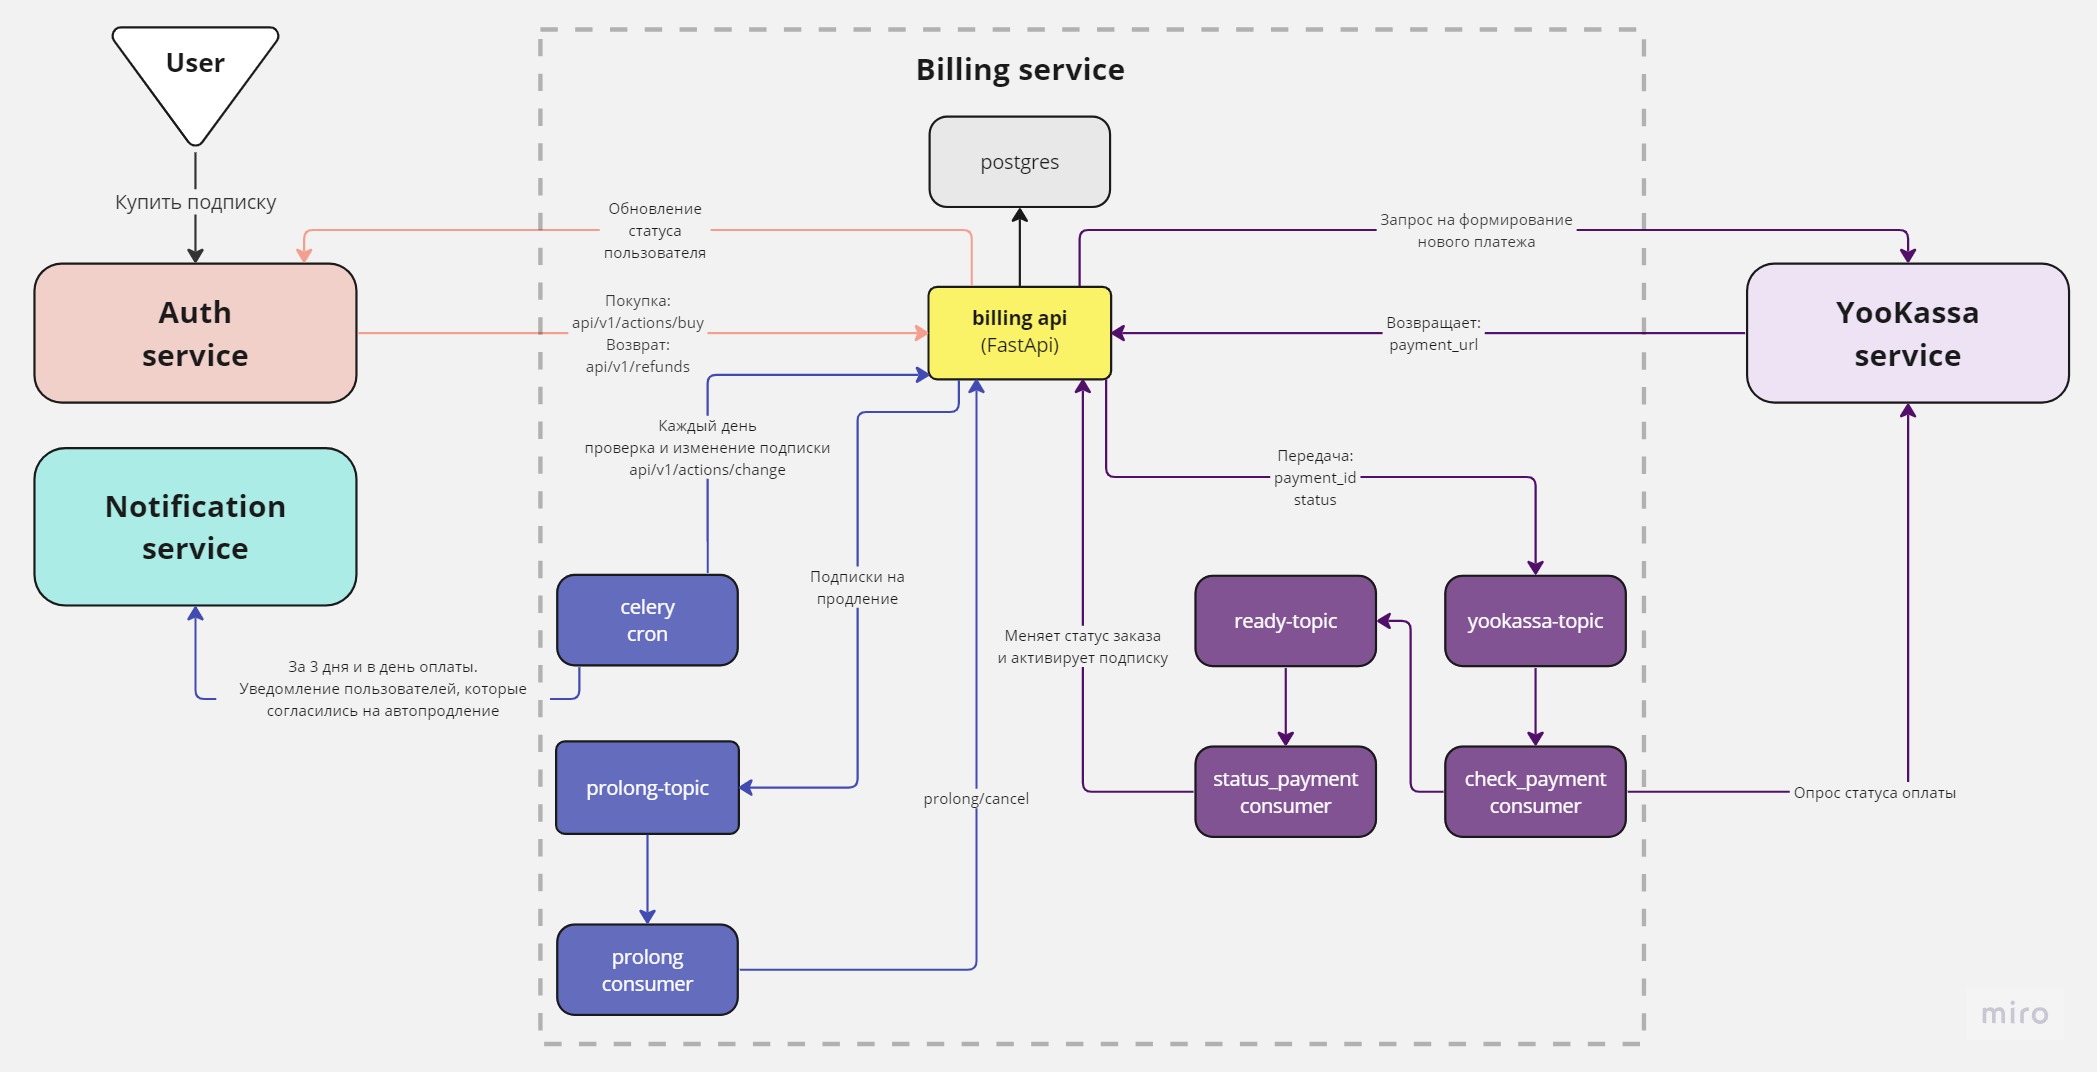 User
Billing service
postgres
Купить подписку
Обновление
статуса
пользователя
Запрос на формирование
нового платежа
Auth
service
Покупка:
api/v1/actions/buy
Возврат:
api/v1/refunds
billing api
(FastApi)
Возвращает:
payment_url
YooKassa
service
Каждый день
проверка и изменение подписки
api/v1/actions/change
Передача:
payment_id
status
Notification
service
Подписки на
продление
celery
cron
Меняет статус заказа
и активирует подписку
ready-topic
yookassa-topic
За 3 дня и в день оплаты.
Уведомление пользователей, которые
согласились на автопродление
prolong-topic
prolong/cancel
status_payment
consumer
check_payment
consumer
Опрос статуса оплаты
prolong
consumer
miro